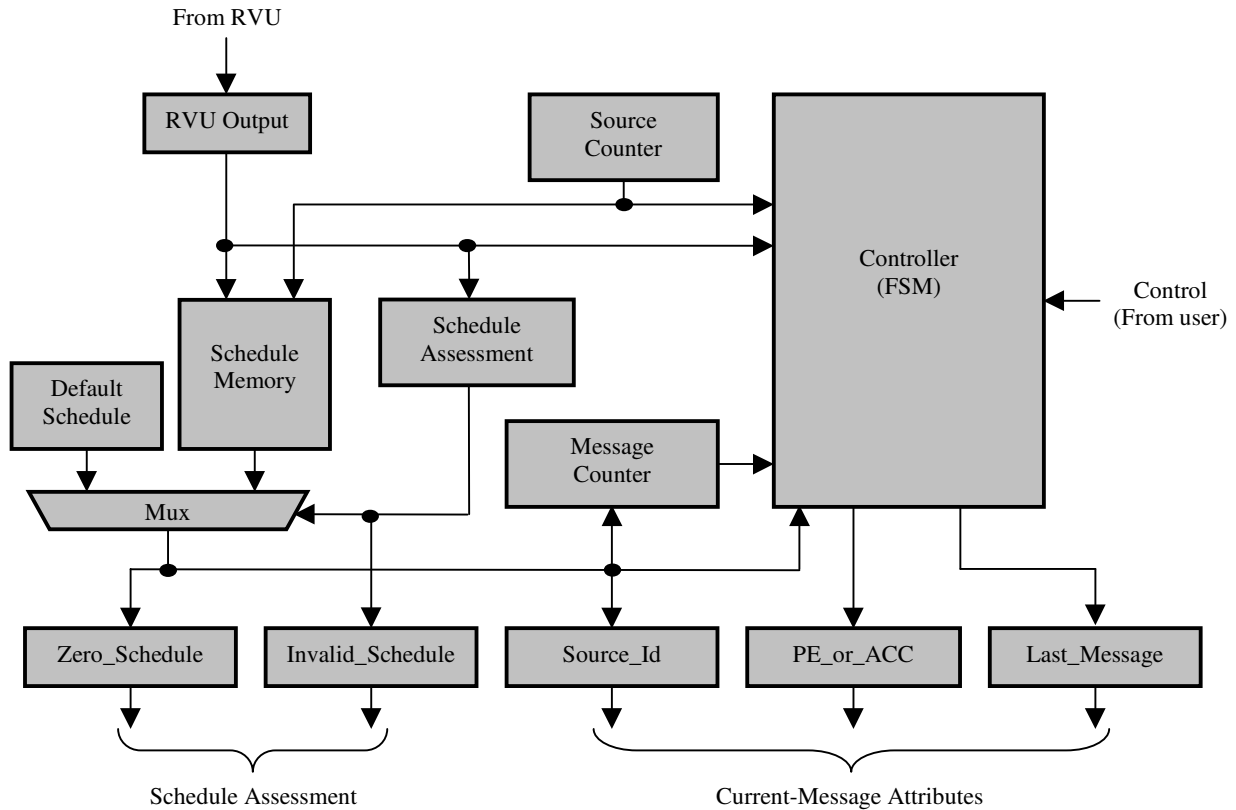 From RVU
RVU Output
Source
Counter
Controller
(FSM)
Control
(From user)
Schedule
Memory
Schedule
Assessment
Default
Schedule
Message
Counter
Mux
Zero_Schedule
Invalid_Schedule
Source_Id
PE_or_ACC
Last_Message
Schedule Assessment
Current-Message Attributes